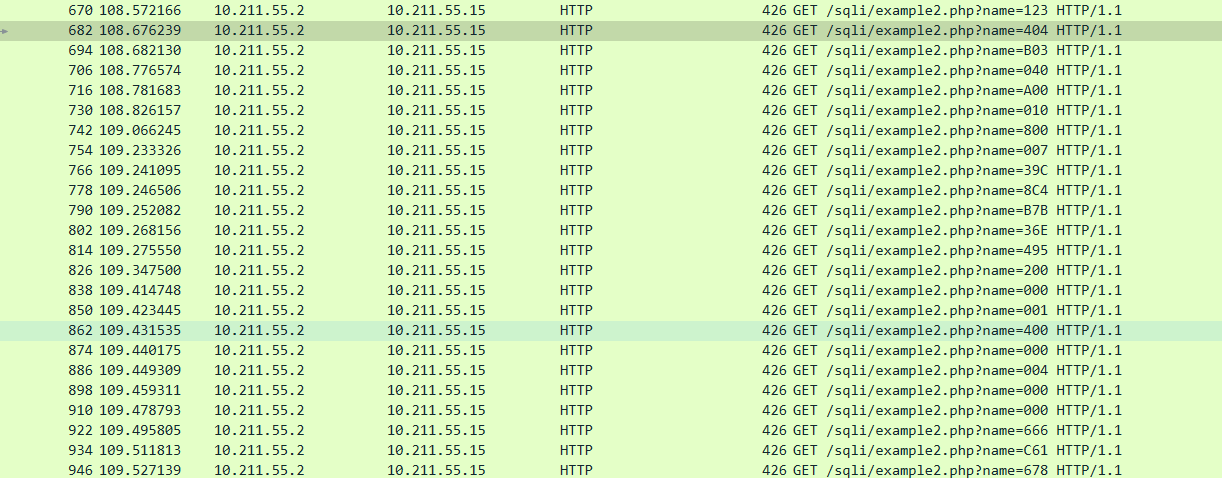 670 108.572166 10.211.55.2 10.211.55.15 HTTP 426 GET /sqli/example2.php?name=123 HTTP/1.1
682 108.676239 10.211.55.2 10.211.55.15 HTTP 426 GET /sqli/example2.php?name=404 HTTP/1.1
694 108.682130 10.211.55.2 10.211.55.15 HTTP 426 GET /sqli/example2.php?name=B03 HTTP/1.1
706 108.776574 10.211.55.2 10.211.55.15 HTTP 426 GET /sqli/example2.php?name=040 HTTP/1.1
716 108.781683 10.211.55.2 10.211.55.15 HTTP 426 GET /sqli/example2.php?name=A00 HTTP/1.1
730 108.826157 10.211.55.2 10.211.55.15 HTTP 426 GET /sqli/example2.php?name=010 HTTP/1.1
742 109.066245 10.211.55.2 10.211.55.15 HTTP 426 GET /sqli/example2.php?name=800 HTTP/1.1
754 109.233326 10.211.55.2 10.211.55.15 HTTP 426 GET /sqli/example2.php?name=007 HTTP/1.1
766 109.241095 10.211.55.2 10.211.55.15 HTTP 426 GET /sqli/example2.php?name=39C HTTP/1.1
778 109.246506 10.211.55.2 10.211.55.15 HTTP 426 GET /sqli/example2.php?name=8C4 HTTP/1.1
790 109.252082 10.211.55.2 10.211.55.15 HTTP 426 GET /sqli/example2.php?name=B7B HTTP/1.1
802 109.268156 10.211.55.2 10.211.55.15 HTTP 426 GET /sqli/example2.php?name=36E HTTP/1.1
814 109.275550 10.211.55.2 10.211.55.15 HTTP 426 GET /sqli/example2.php?name=495 HTTP/1.1
826 109.347500 10.211.55.2 10.211.55.15 HTTP 426 GET /sqli/example2.php?name=200 HTTP/1.1
838 109.414748 10.211.55.2 10.211.55.15 HTTP 426 GET /sqli/example2.php?name=000 HTTP/1.1
850 109.423445 10.211.55.2 10.211.55.15 HTTP 426 GET /sqli/example2.php?name=001 HTTP/1.1
862 109.431535 10.211.55.2 10.211.55.15 HTTP 426 GET /sqli/example2.php?name=400 HTTP/1.1
874 109.440175 10.211.55.2 10.211.55.15 HTTP 426 GET /sqli/example2.php?name=000 HTTP/1.1
886 109.449309 10.211.55.2 10.211.55.15 HTTP 426 GET /sqli/example2.php?name=004 HTTP/1.1
898 109.459311 10.211.55.2 10.211.55.15 HTTP 426 GET /sqli/example2.php?name=000 HTTP/1.1
910 109.478793 10.211.55.2 10.211.55.15 HTTP 426 GET /sqli/example2.php?name=000 HTTP/1.1
922 109.495805 10.211.55.2 10.211.55.15 HTTP 426 GET /sqli/example2.php?name=666 HTTP/1.1
934 109.511813 10.211.55.2 10.211.55.15 HTTP 426 GET /sqli/example2.php?name=C61 HTTP/1.1
946 109.527139 10.211.55.2 10.211.55.15 HTTP 426 GET /sqli/example2.php?name=678 HTTP/1.1